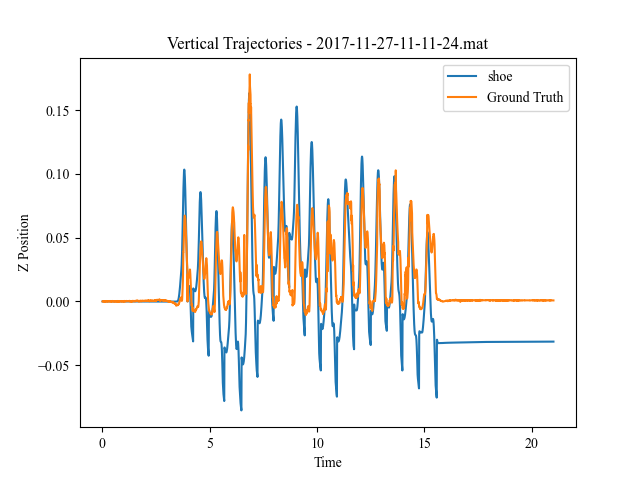 Vertical Trajectories - 2017-11-27-11-11-24.mat
shoe
Ground Truth
0.15
0.10
0.05
0.00
−0.05
Z Position
0
5
10
15
20
Time